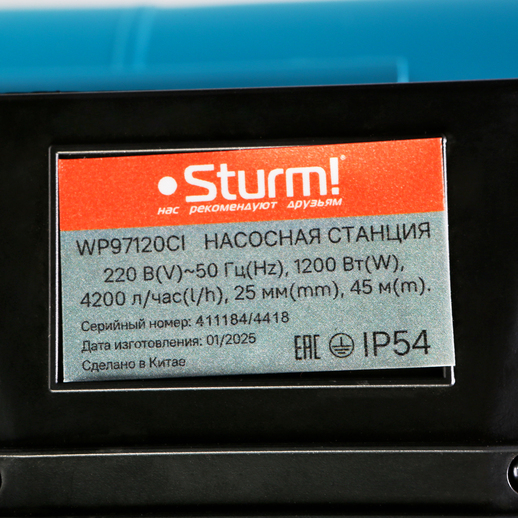 Sturm!
нас рекомендуют друзьям
WP97120CI НАСОСНАЯ СТАНЦИЯ
220 В(V)~50 Гц(Hz), 1200 Вт(W),
4200 л/час(l/h), 25 мм(mm), 45 м(m).
Серийный номер: 411184/4418
Дата изготовления: 01/2025
Сделано в Китае
EAC IP54